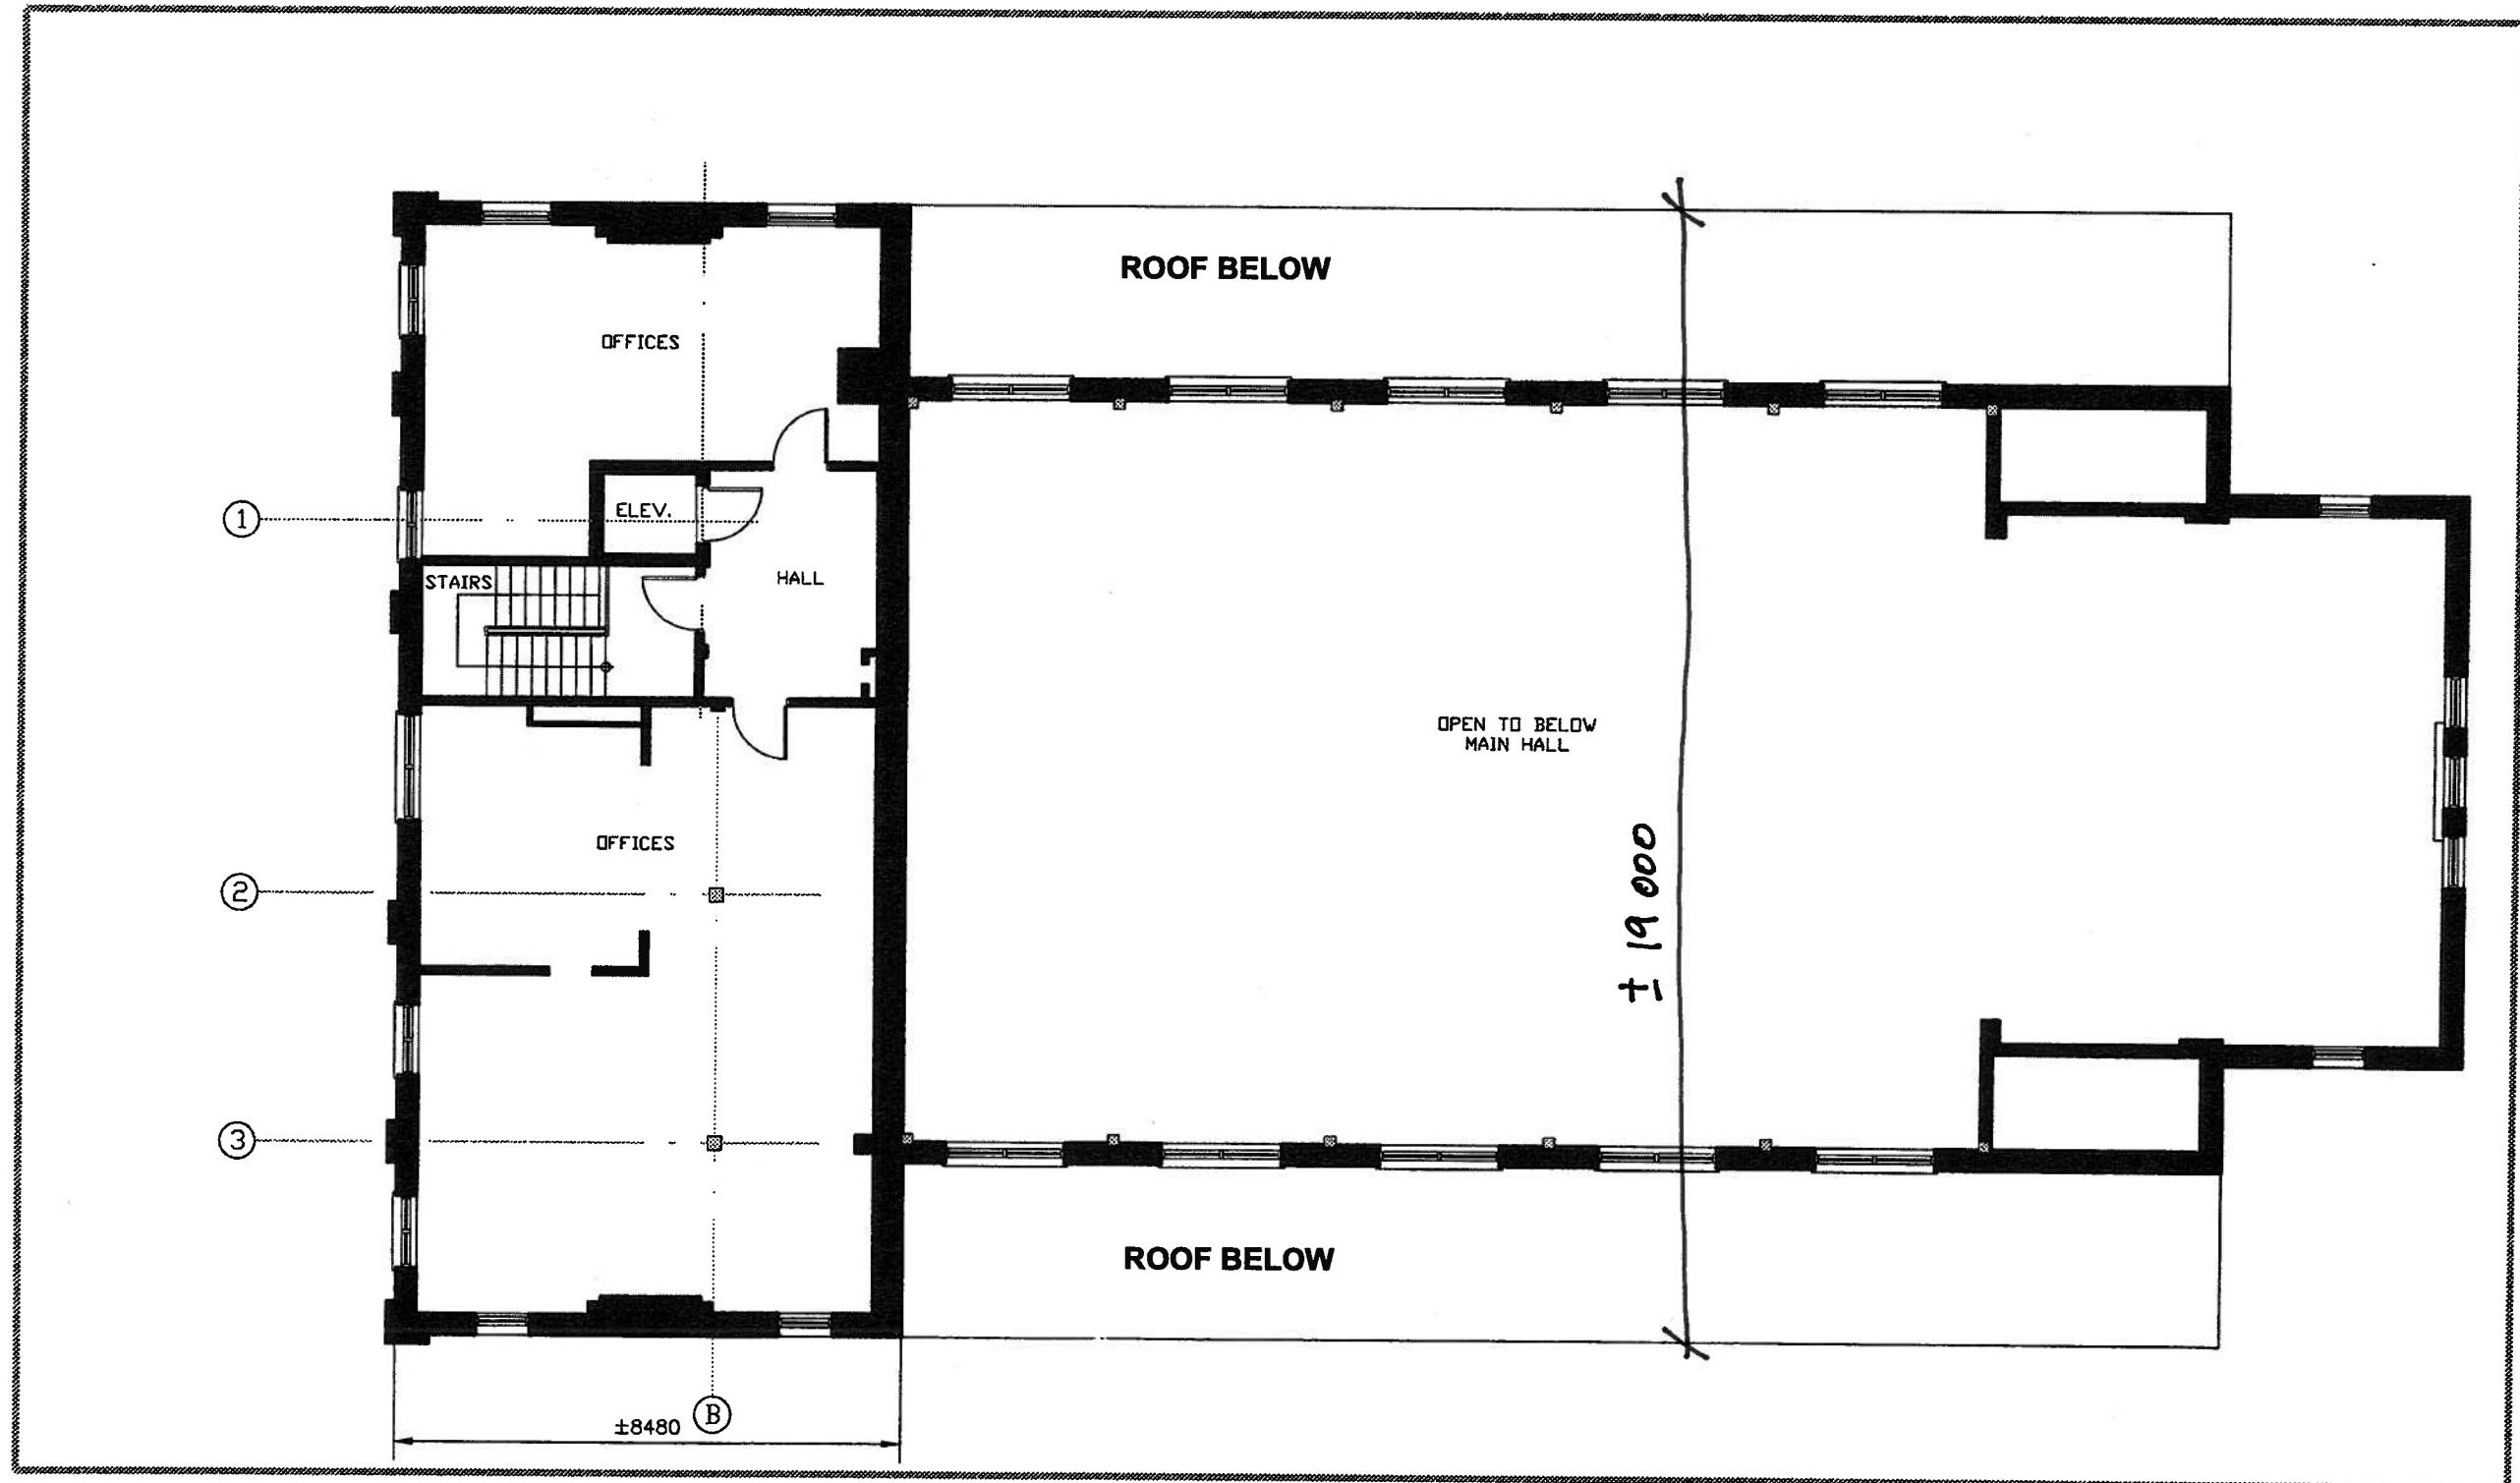 ROOF BELOW
OFFICES
1
ELEV.
STAIRS
HALL
OPEN TO BELOW
MAIN HALL
± 19 000
OFFICES
2
3
ROOF BELOW
±8480
B